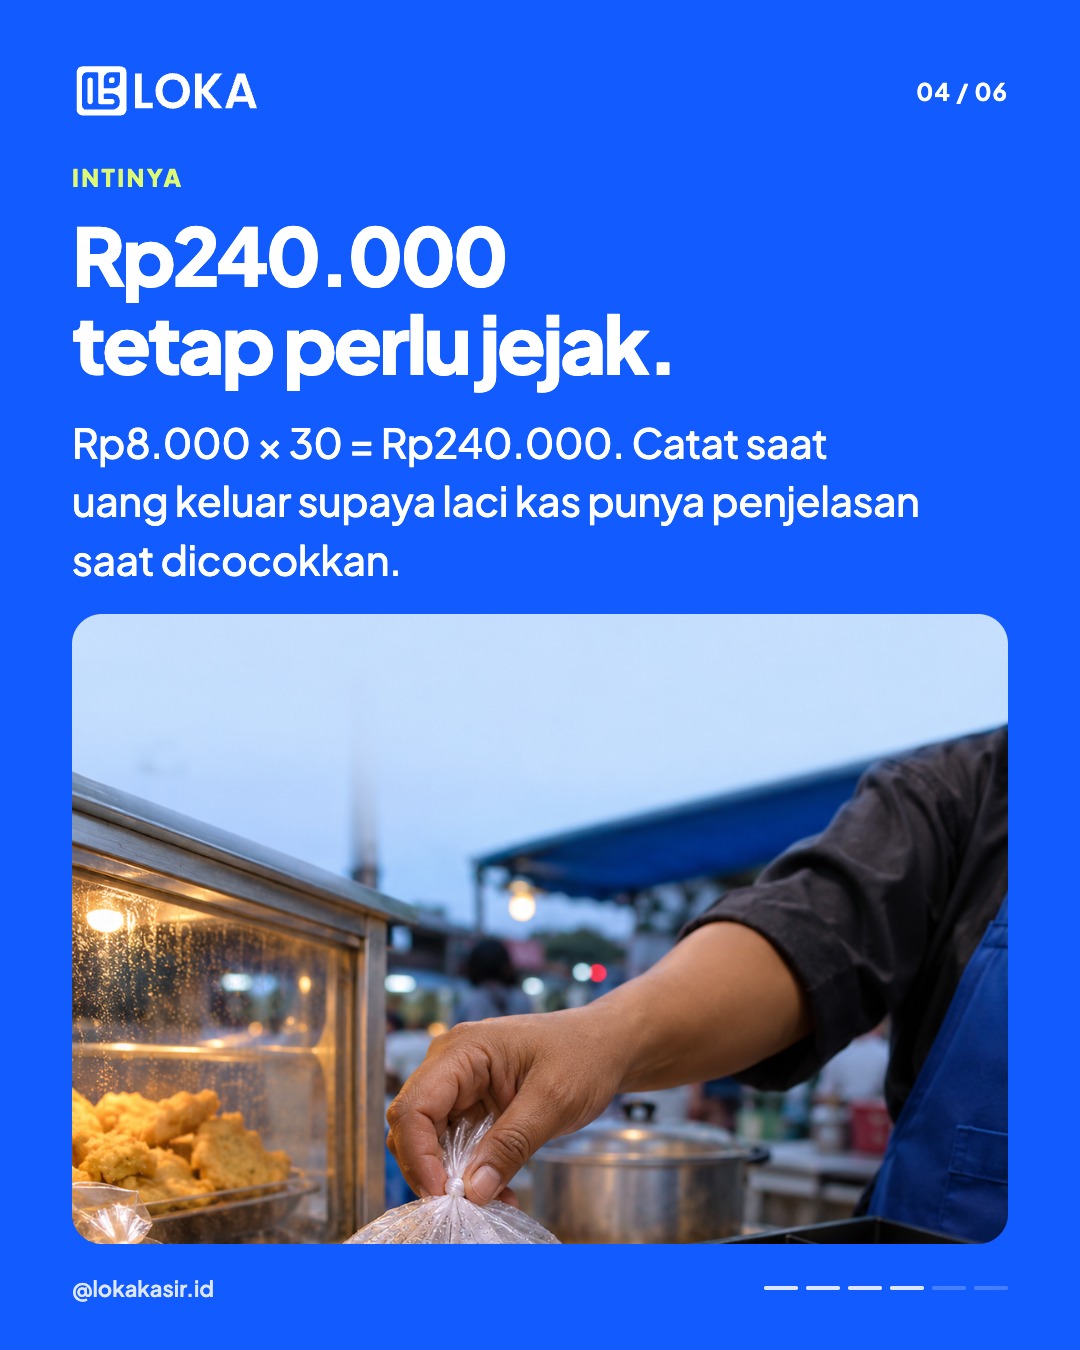 LOKA
04 / 06
INTINYA
Rp240.000
tetap perlu jejak.
Rp8.000 × 30 = Rp240.000. Catat saat
uang keluar supaya laci kas punya penjelasan
saat dicocokkan.
@lokakasir.id